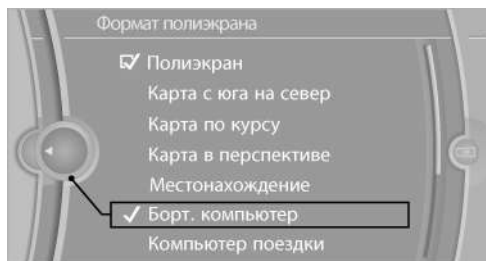 Формат полиэкрана
Полиэкран
Карта с юга на север
Карта по курсу
Карта в перспективе
Местонахождение
Борт. компьютер
Компьютер поездки